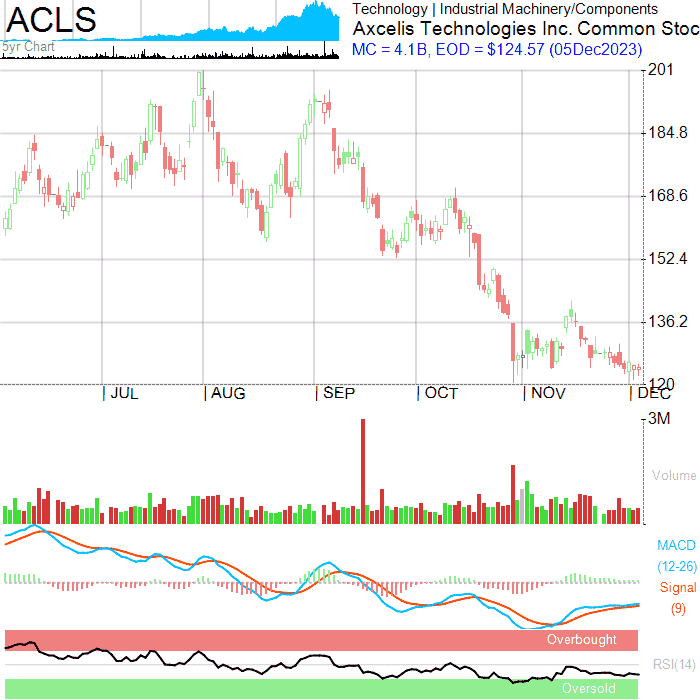 ACLS
5yr Chart
Technology | Industrial Machinery/Components
Axcelis Technologies Inc. Common Stoc
MC = 4.1B, EOD = $124.57 (05Dec2023)
201
184.8
168.6
152.4
136.2
120
| JUL | AUG | SEP | OCT | NOV | DEC
3M
Volume
MACD
(12-26)
Signal
(9)
Overbought
RSI(14)
Oversold